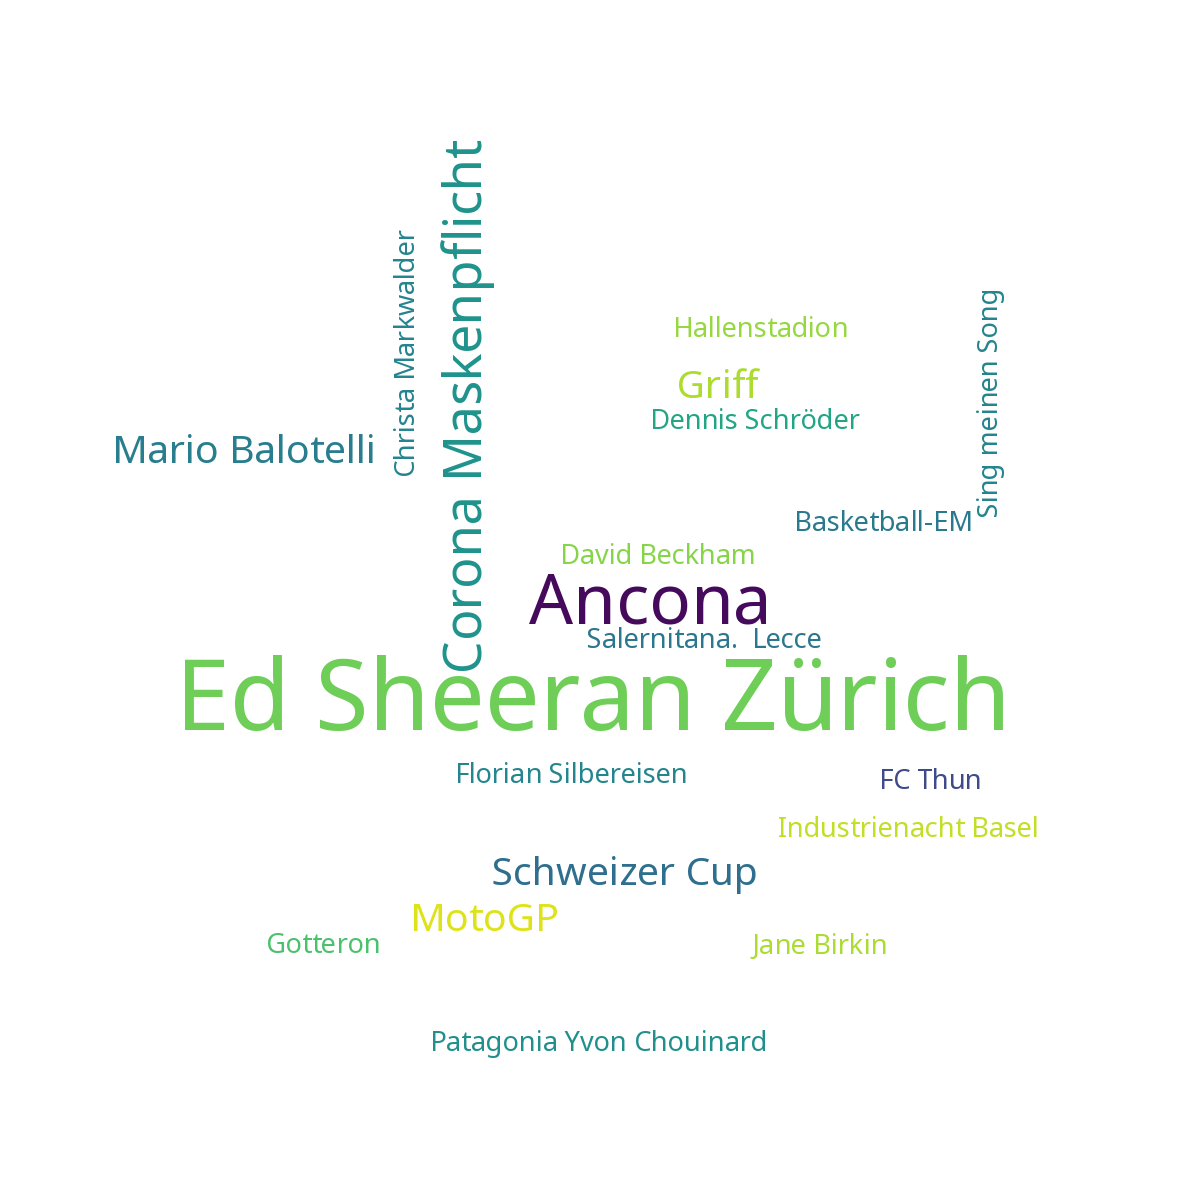 Corona Maskenpflicht
Christa Markwalder
Sing meinen Song
Hallenstadion
Griff
Dennis Schröder
Mario Balotelli
Basketball-EM
David Beckham
Ancona
Salernitana.  Lecce
Ed Sheeran Zürich
Florian Silbereisen
FC Thun
Industrienacht Basel
Schweizer Cup
MotoGP
Gotteron
Jane Birkin
Patagonia Yvon Chouinard